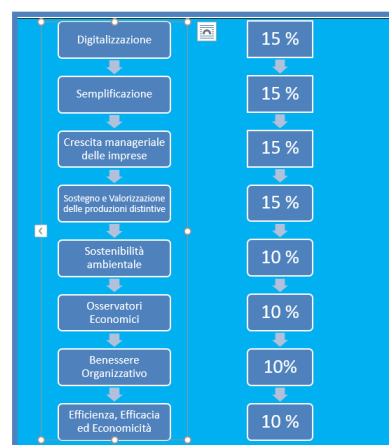 Digitalizzazione
15 %
Semplificazione
15 %
Crescita manageriale
delle imprese
15 %
Sostegno e Valorizzazione
delle produzioni distintive
15 %
Sostenibilità
ambientale
10 %
Osservatori
Economici
10 %
Benessere
Organizzativo
10%
Efficienza, Efficacia
ed Economicità
10 %